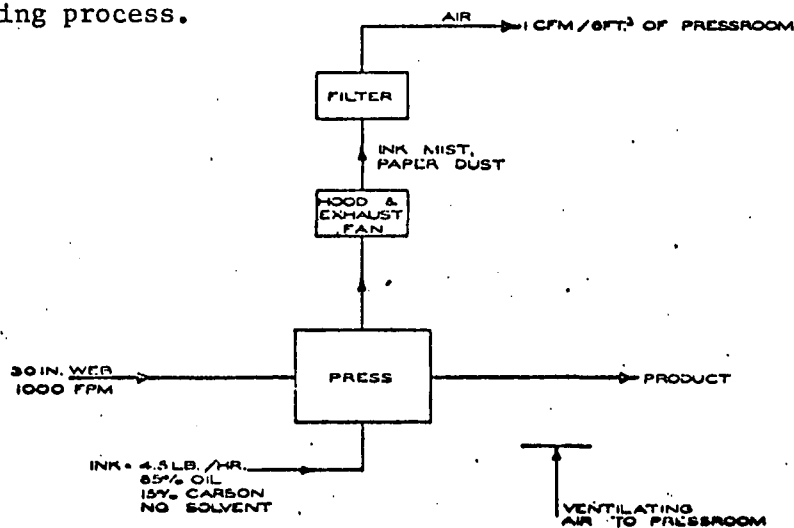 ing process.
AIR
1 CFM/8FT.³ OF PRESSROOM
FILTER
INK MIST,
PAPER DUST
HOOD &
EXHAUST
FAN
30 IN. WEB
1000 FPM
PRESS
PRODUCT
INK = 4.5 LB./HR.
85% OIL
15% CARBON
NO SOLVENT
VENTILATING
AIR TO PRESSROOM